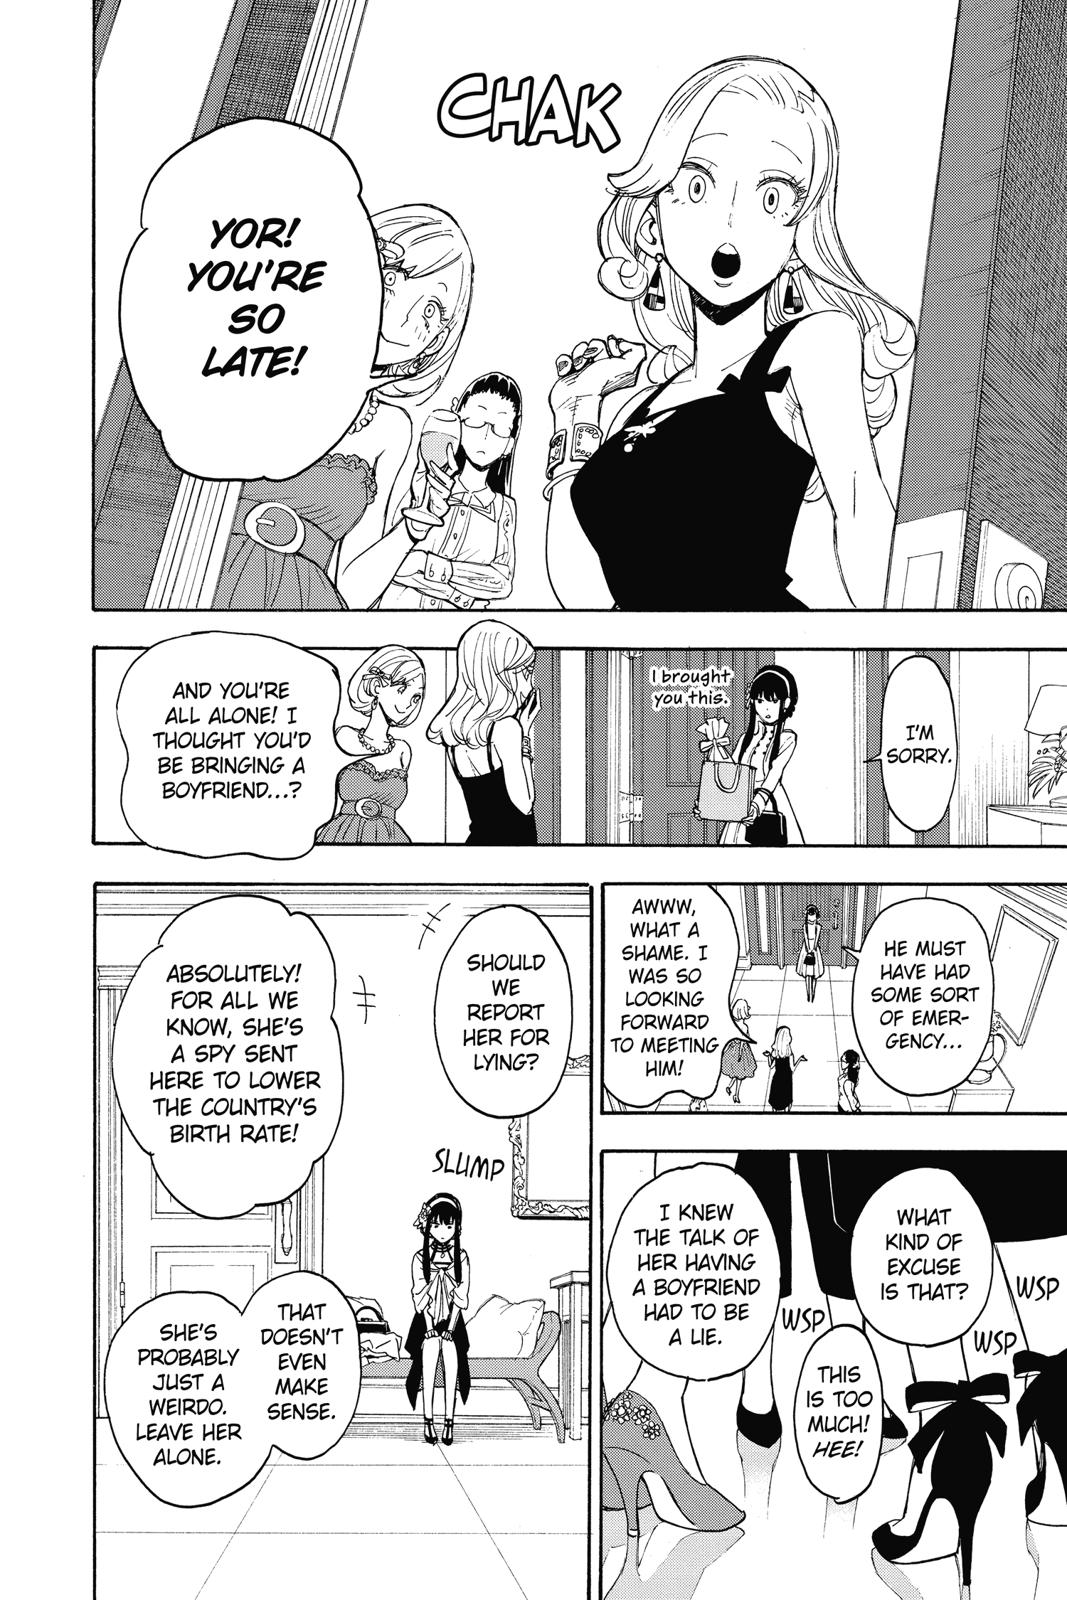 CHAK
YOR!
YOU'RE
SO
LATE!
I'M
SORRY.
I brought
you this.
AND YOU'RE
ALL ALONE! I
THOUGHT YOU'D
BE BRINGING A
BOYFRIEND...?
HE MUST
HAVE HAD
SOME SORT
OF EMER-
GENCY...
AWWW,
WHAT A
SHAME. I
WAS SO
LOOKING
FORWARD
TO MEETING
HIM!
WHAT
KIND OF
EXCUSE
IS THAT?
WSP
WSP
I KNEW
THE TALK OF
HER HAVING
A BOYFRIEND
HAD TO BE
A LIE.
WSP
THIS
IS TOO
MUCH!
HEE!
SHOULD
WE
REPORT
HER FOR
LYING?
ABSOLUTELY!
FOR ALL WE
KNOW, SHE'S
A SPY SENT
HERE TO LOWER
THE COUNTRY'S
BIRTH RATE!
SLUMP
THAT
DOESN'T
EVEN
MAKE
SENSE.
SHE'S
PROBABLY
JUST A
WEIRDO.
LEAVE HER
ALONE.